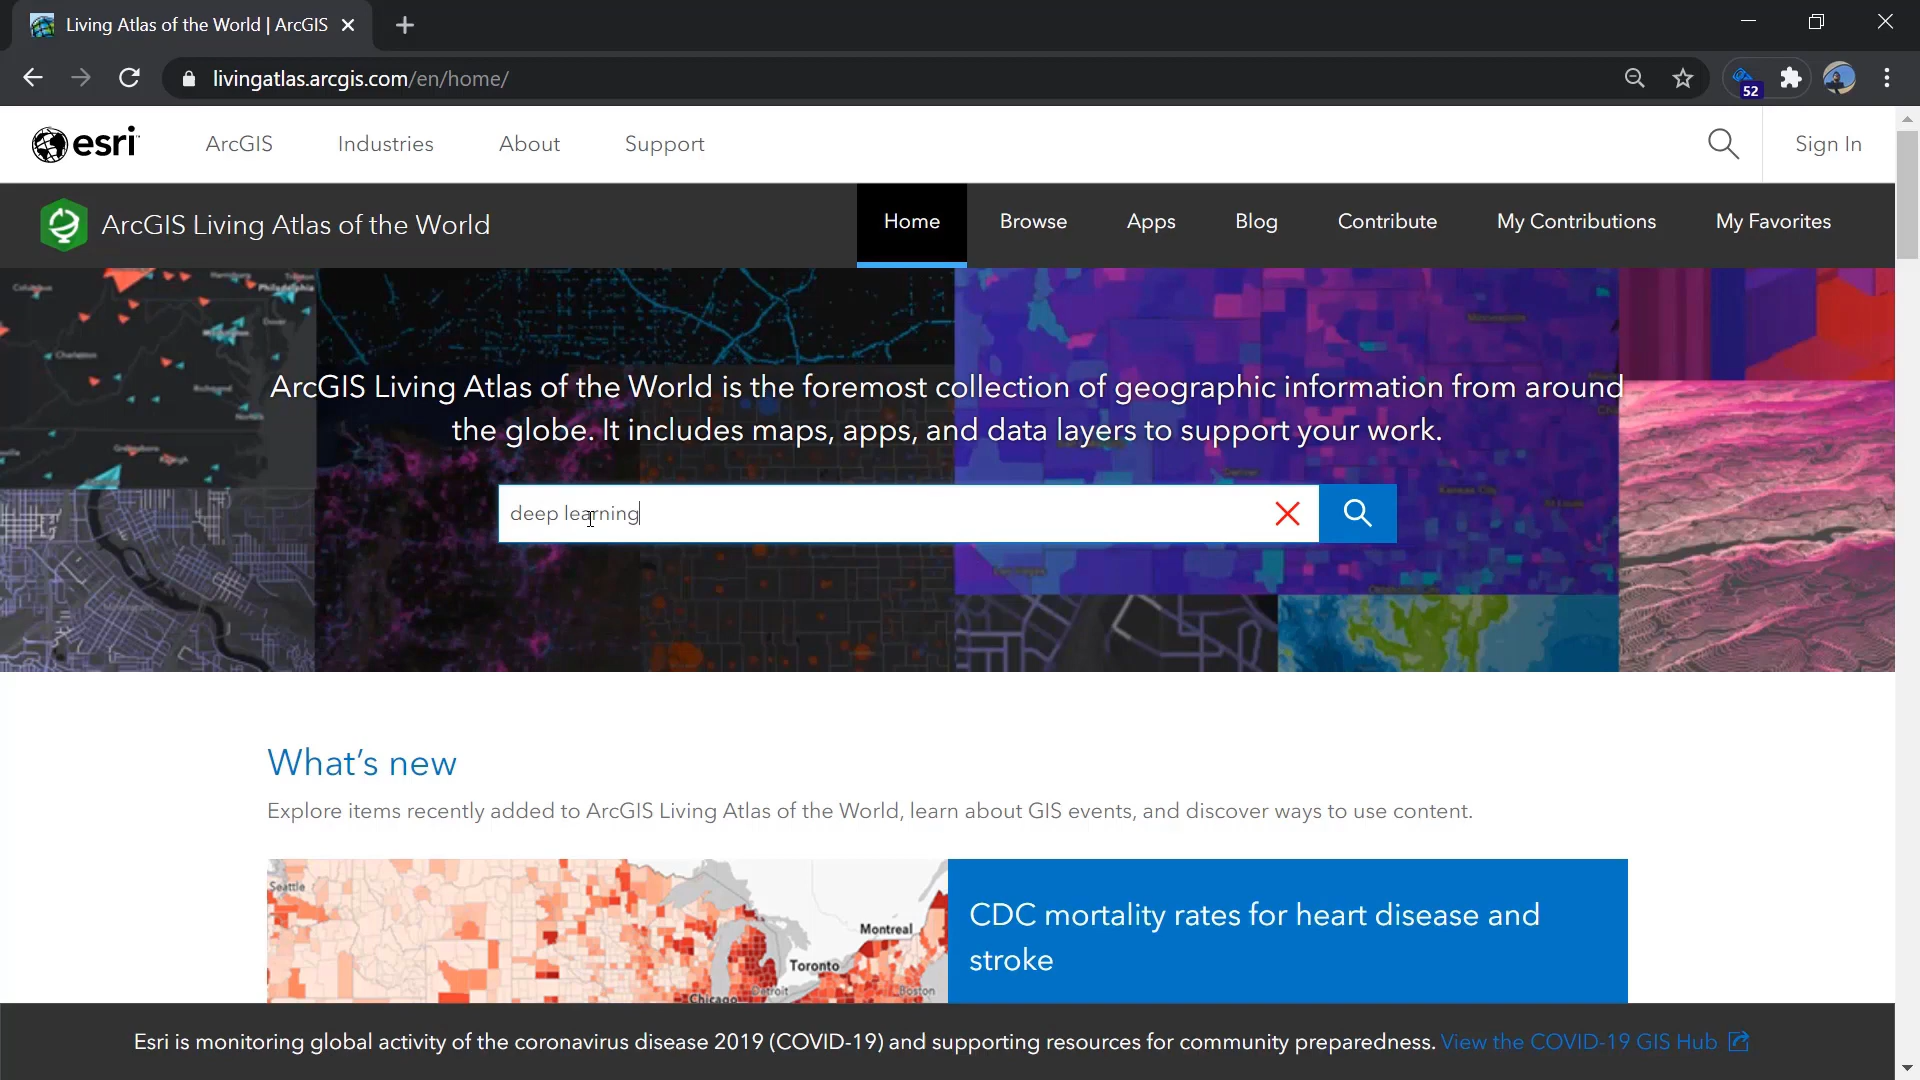 Living Atlas of the World | ArcGIS
livingatlas.arcgis.com/en/home/
52
esri
ArcGIS
Industries
About
Support
Sign In
ArcGIS Living Atlas of the World
Home
Browse
Apps
Blog
Contribute
My Contributions
My Favorites
ArcGIS Living Atlas of the World is the foremost collection of geographic information from around
the globe. It includes maps, apps, and data layers to support your work.
deep learning
What's new
Explore items recently added to ArcGIS Living Atlas of the World, learn about GIS events, and discover ways to use content.
Seattle
Montreal
Toronto
Detroit
Boston
Chicago
CDC mortality rates for heart disease and
stroke
Esri is monitoring global activity of the coronavirus disease 2019 (COVID-19) and supporting resources for community preparedness. View the COVID-19 GIS Hub